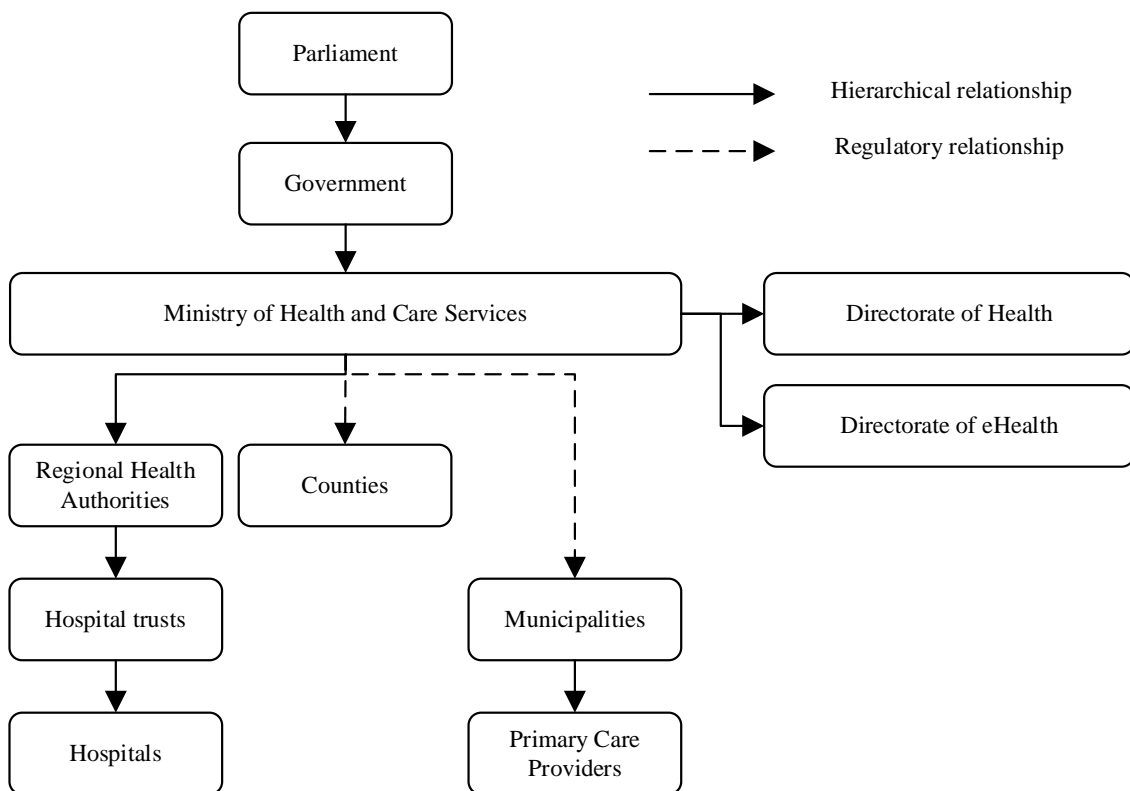 Parliament
Hierarchical relationship
Regulatory relationship
Government
Ministry of Health and Care Services
Directorate of Health
Directorate of eHealth
Regional Health
Authorities
Counties
Hospital trusts
Municipalities
Hospitals
Primary Care
Providers